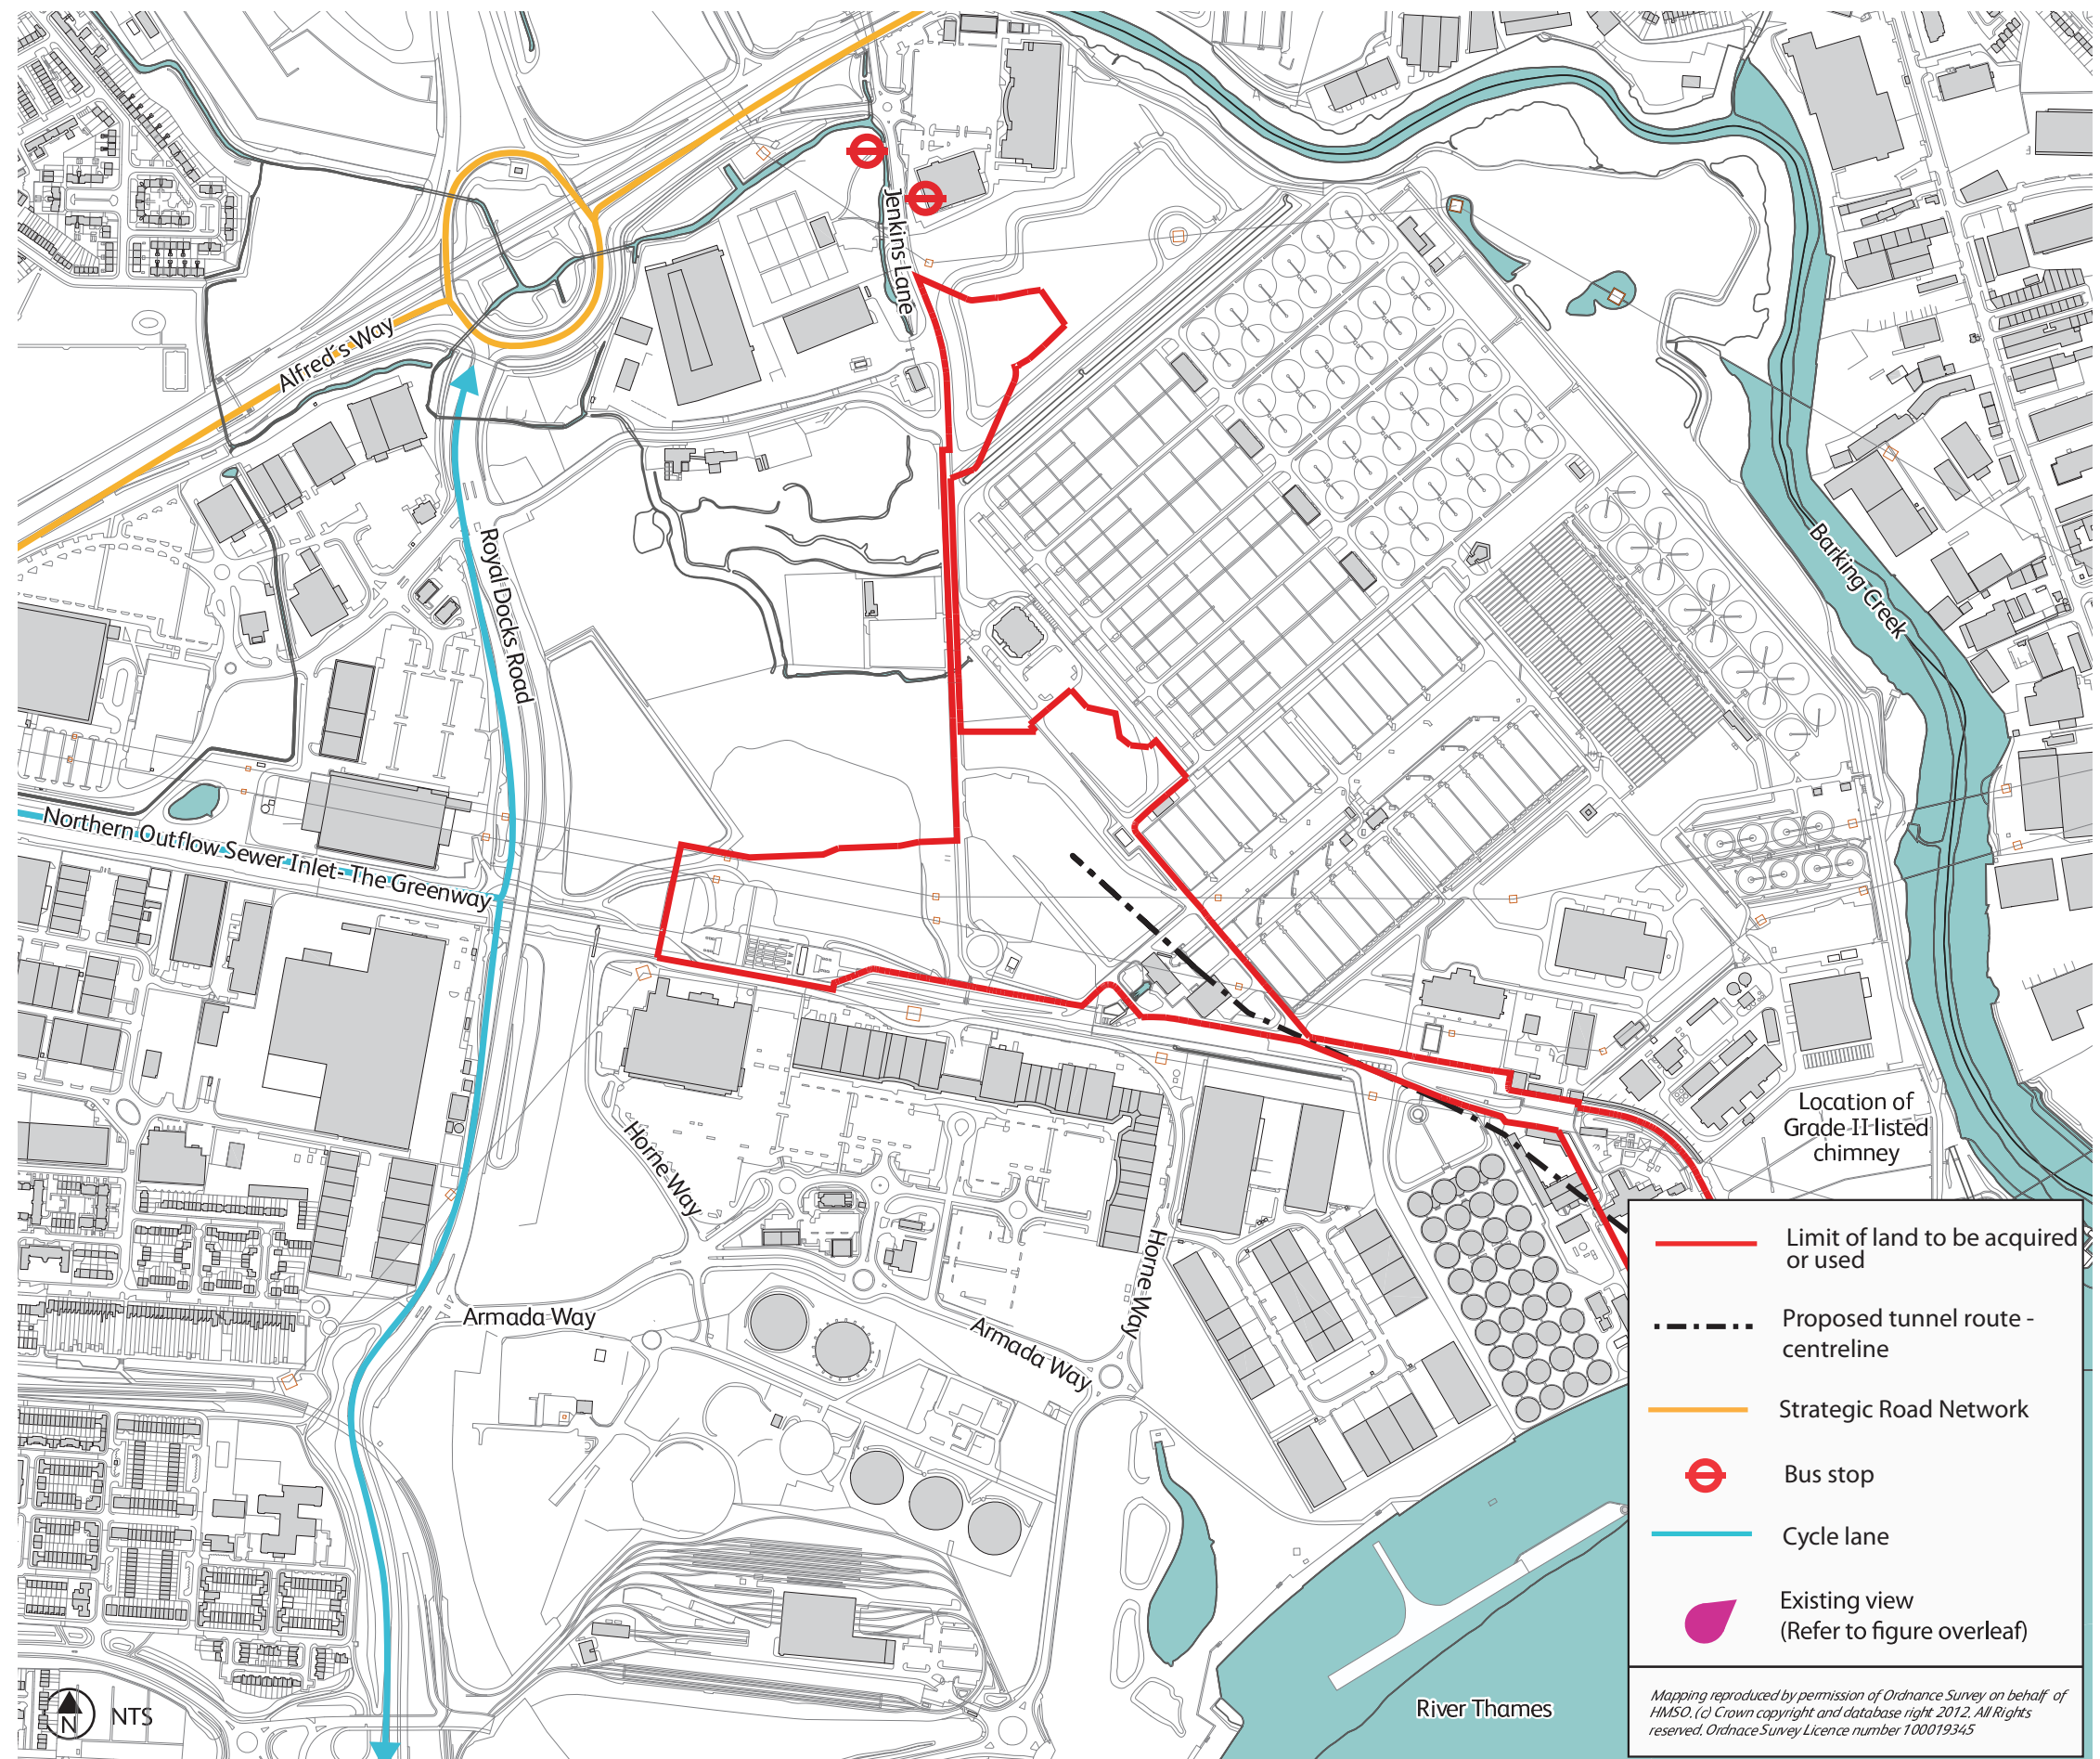 Jenkins Lane
Alfred's Way
Royal Docks Road
Barking Creek
Northern Outflow Sewer Inlet- The Greenway
Location of
Grade II listed
chimney
Horne Way
Horne Way
Armada Way
Armada Way
River Thames
N
NTS
Limit of land to be acquired
or used
Proposed tunnel route -
centreline
Strategic Road Network
Bus stop
Cycle lane
Existing view
(Refer to figure overleaf)
Mapping reproduced by permission of Ordnance Survey on behalf of
HMSO. (c) Crown copyright and database right 2012. All Rights
reserved. Ordnace Survey Licence number 100019345